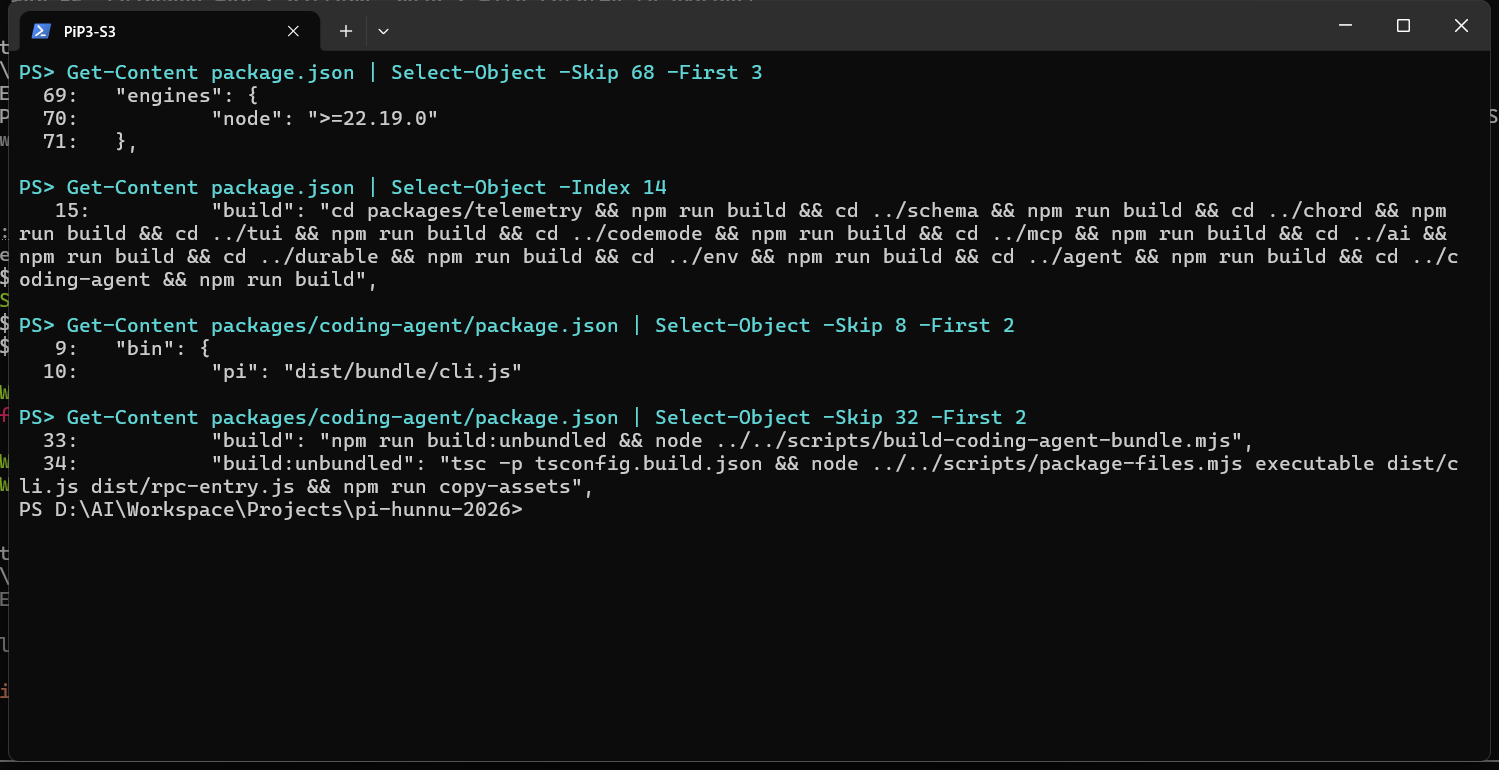 PiP3-S3
PS> Get-Content package.json | Select-Object -Skip 68 -First 3
  69:   "engines": {
  70:           "node": ">=22.19.0"
  71:   },
PS> Get-Content package.json | Select-Object -Index 14
   15:          "build": "cd packages/telemetry && npm run build && cd ../schema && npm run build && cd ../chord && npm
run build && cd ../tui && npm run build && cd ../codemode && npm run build && cd ../mcp && npm run build && cd ../ai &&
npm run build && cd ../durable && npm run build && cd ../env && npm run build && cd ../agent && npm run build && cd ../c
oding-agent && npm run build",
PS> Get-Content packages/coding-agent/package.json | Select-Object -Skip 8 -First 2
   9:   "bin": {
  10:           "pi": "dist/bundle/cli.js"
PS> Get-Content packages/coding-agent/package.json | Select-Object -Skip 32 -First 2
  33:           "build": "npm run build:unbundled && node ../../scripts/build-coding-agent-bundle.mjs",
  34:           "build:unbundled": "tsc -p tsconfig.build.json && node ../../scripts/package-files.mjs executable dist/c
li.js dist/rpc-entry.js && npm run copy-assets",
PS D:\AI\Workspace\Projects\pi-hunnu-2026>